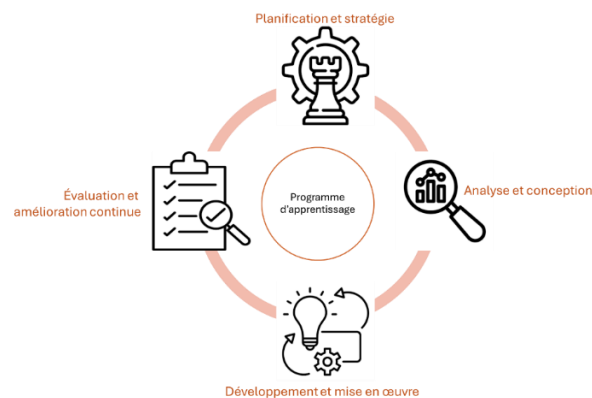 Planification et stratégie
Analyse et conception
Évaluation et
amélioration continue
Programme
d'apprentissage
Développement et mise en œuvre